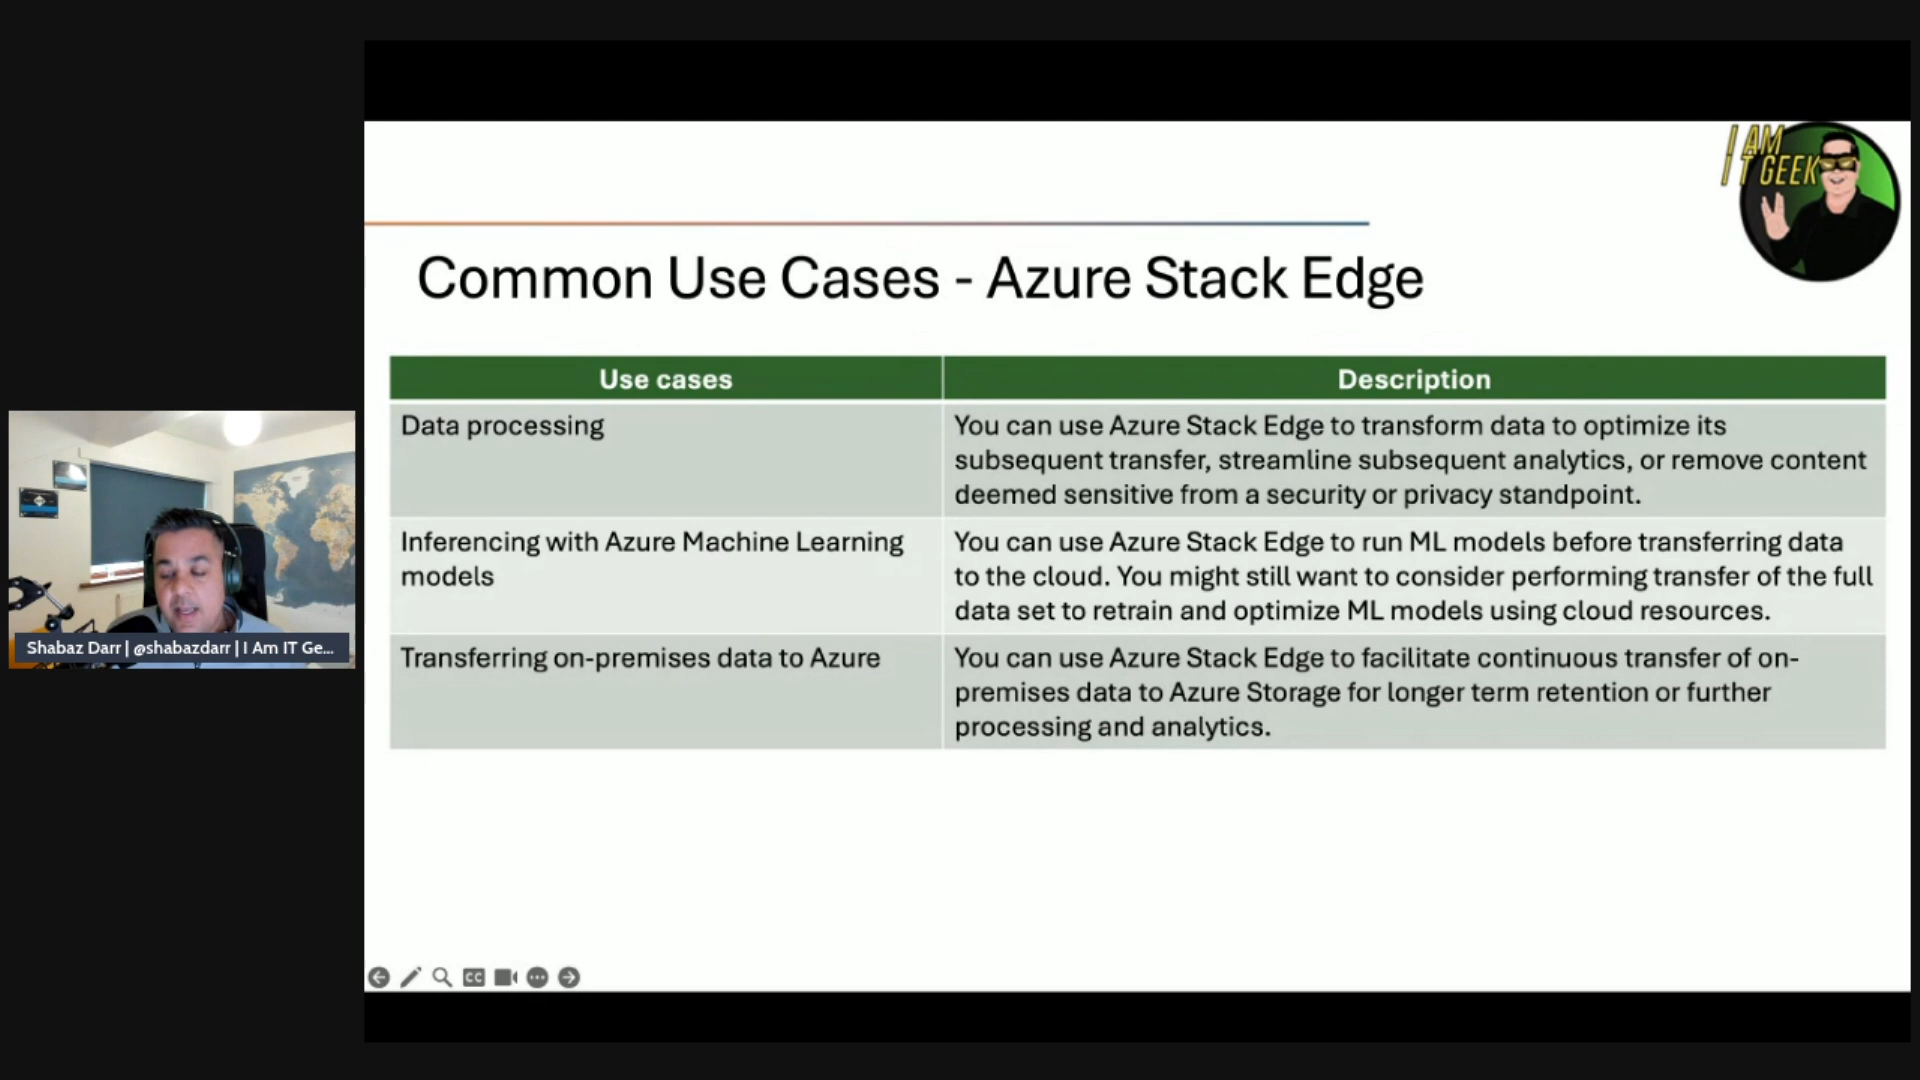 I AM
IT GEEK
Common Use Cases - Azure Stack Edge
Use cases
Description
Data processing
You can use Azure Stack Edge to transform data to optimize its
subsequent transfer, streamline subsequent analytics, or remove content
deemed sensitive from a security or privacy standpoint.
Inferencing with Azure Machine Learning
models
You can use Azure Stack Edge to run ML models before transferring data
to the cloud. You might still want to consider performing transfer of the full
data set to retrain and optimize ML models using cloud resources.
Transferring on-premises data to Azure
You can use Azure Stack Edge to facilitate continuous transfer of on-
premises data to Azure Storage for longer term retention or further
processing and analytics.
Shabaz Darr | @shabazdarr | I Am IT Ge...
CC